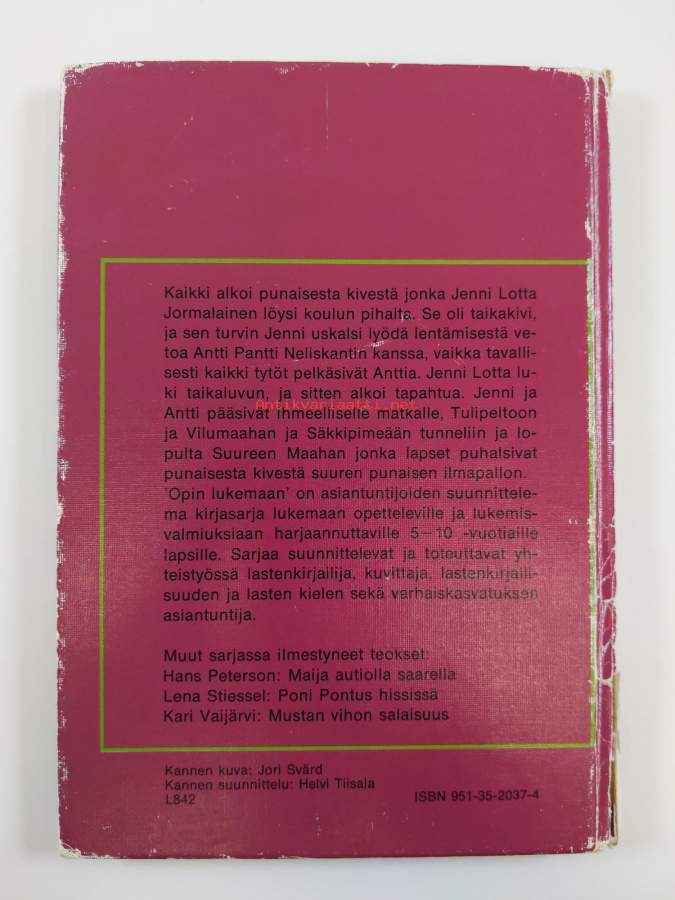 Kaikki alkoi punaisesta kivestä jonka Jenni Lotta
Jormalainen löysi koulun pihalta. Se oli taikakivi,
ja sen turvin Jenni uskalsi lyödä lentämisestä ve-
toa Antti Pantti Neliskantin kanssa, vaikka tavalli-
sesti kaikki tytöt pelkäsivät Anttia. Jenni Lotta lu-
ki taikaluvun, ja sitten alkoi tapahtua. Jenni ja
Antikvariaatti.net
Antti pääsivät ihmeelliselle matkalle, Tulipeltoon
ja Vilumaahan ja Säkkipimeään tunneliin ja lo-
pulta Suureen Maahan jonka lapset puhalsivat
punaisesta kivestä suuren punaisen ilmapallon.
'Opin lukemaan' on asiantuntijoiden suunnittele-
ma kirjasarja lukemaan opetteleville ja lukemis-
valmiuksiaan harjaannuttaville 5–10 -vuotiaille
lapsille. Sarjaa suunnittelevat ja toteuttavat yh-
teistyössä lastenkirjailija, kuvittaja, lastenkirjalli-
suuden ja lasten kielen sekä varhaiskasvatuksen
asiantuntija.
Muut sarjassa ilmestyneet teokset:
Hans Peterson: Maija autiolla saarella
Lena Stiessel: Poni Pontus hississä
Kari Vaijärvi: Mustan vihon salaisuus
Kannen kuva: Jori Svärd
Kannen suunnittelu: Helvi Tiisala
L842 ISBN 951-35-2037-4